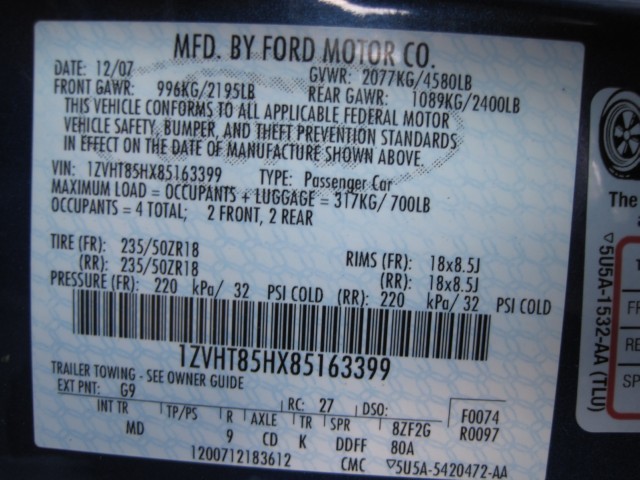 MFD. BY FORD MOTOR CO.
DATE: 12/07 GVWR: 2077KG/4580LB
FRONT GAWR: 996KG/2195LB REAR GAWR: 1089KG/2400LB
THIS VEHICLE CONFORMS TO ALL APPLICABLE FEDERAL MOTOR
VEHICLE SAFETY, BUMPER, AND THEFT PREVENTION STANDARDS
IN EFFECT ON THE DATE OF MANUFACTURE SHOWN ABOVE.
VIN: 1ZVHT85HX85163399 TYPE: Passenger Car
MAXIMUM LOAD = OCCUPANTS + LUGGAGE = 317KG/700LB
OCCUPANTS = 4 TOTAL; 2 FRONT, 2 REAR
TIRE (FR): 235/50ZR18 RIMS (FR): 18x8.5J
(RR): 235/50ZR18 (RR): 18x8.5J
PRESSURE (FR): 220 kPa/ 32 PSI COLD (RR): 220 kPa/ 32 PSI COLD
1ZVHT85HX85163399
TRAILER TOWING - SEE OWNER GUIDE
EXT PNT: G9 RC: 27 DSO: F0074
INT TR TP/PS R AXLE TR SPR 8ZF2G R0097
MD 9 CD K DDFF 80A
1200712183612 CMC ▽5U5A-5420472-AA
The
▽5U5A-1532-AA (TLU)
FR
RE
SP